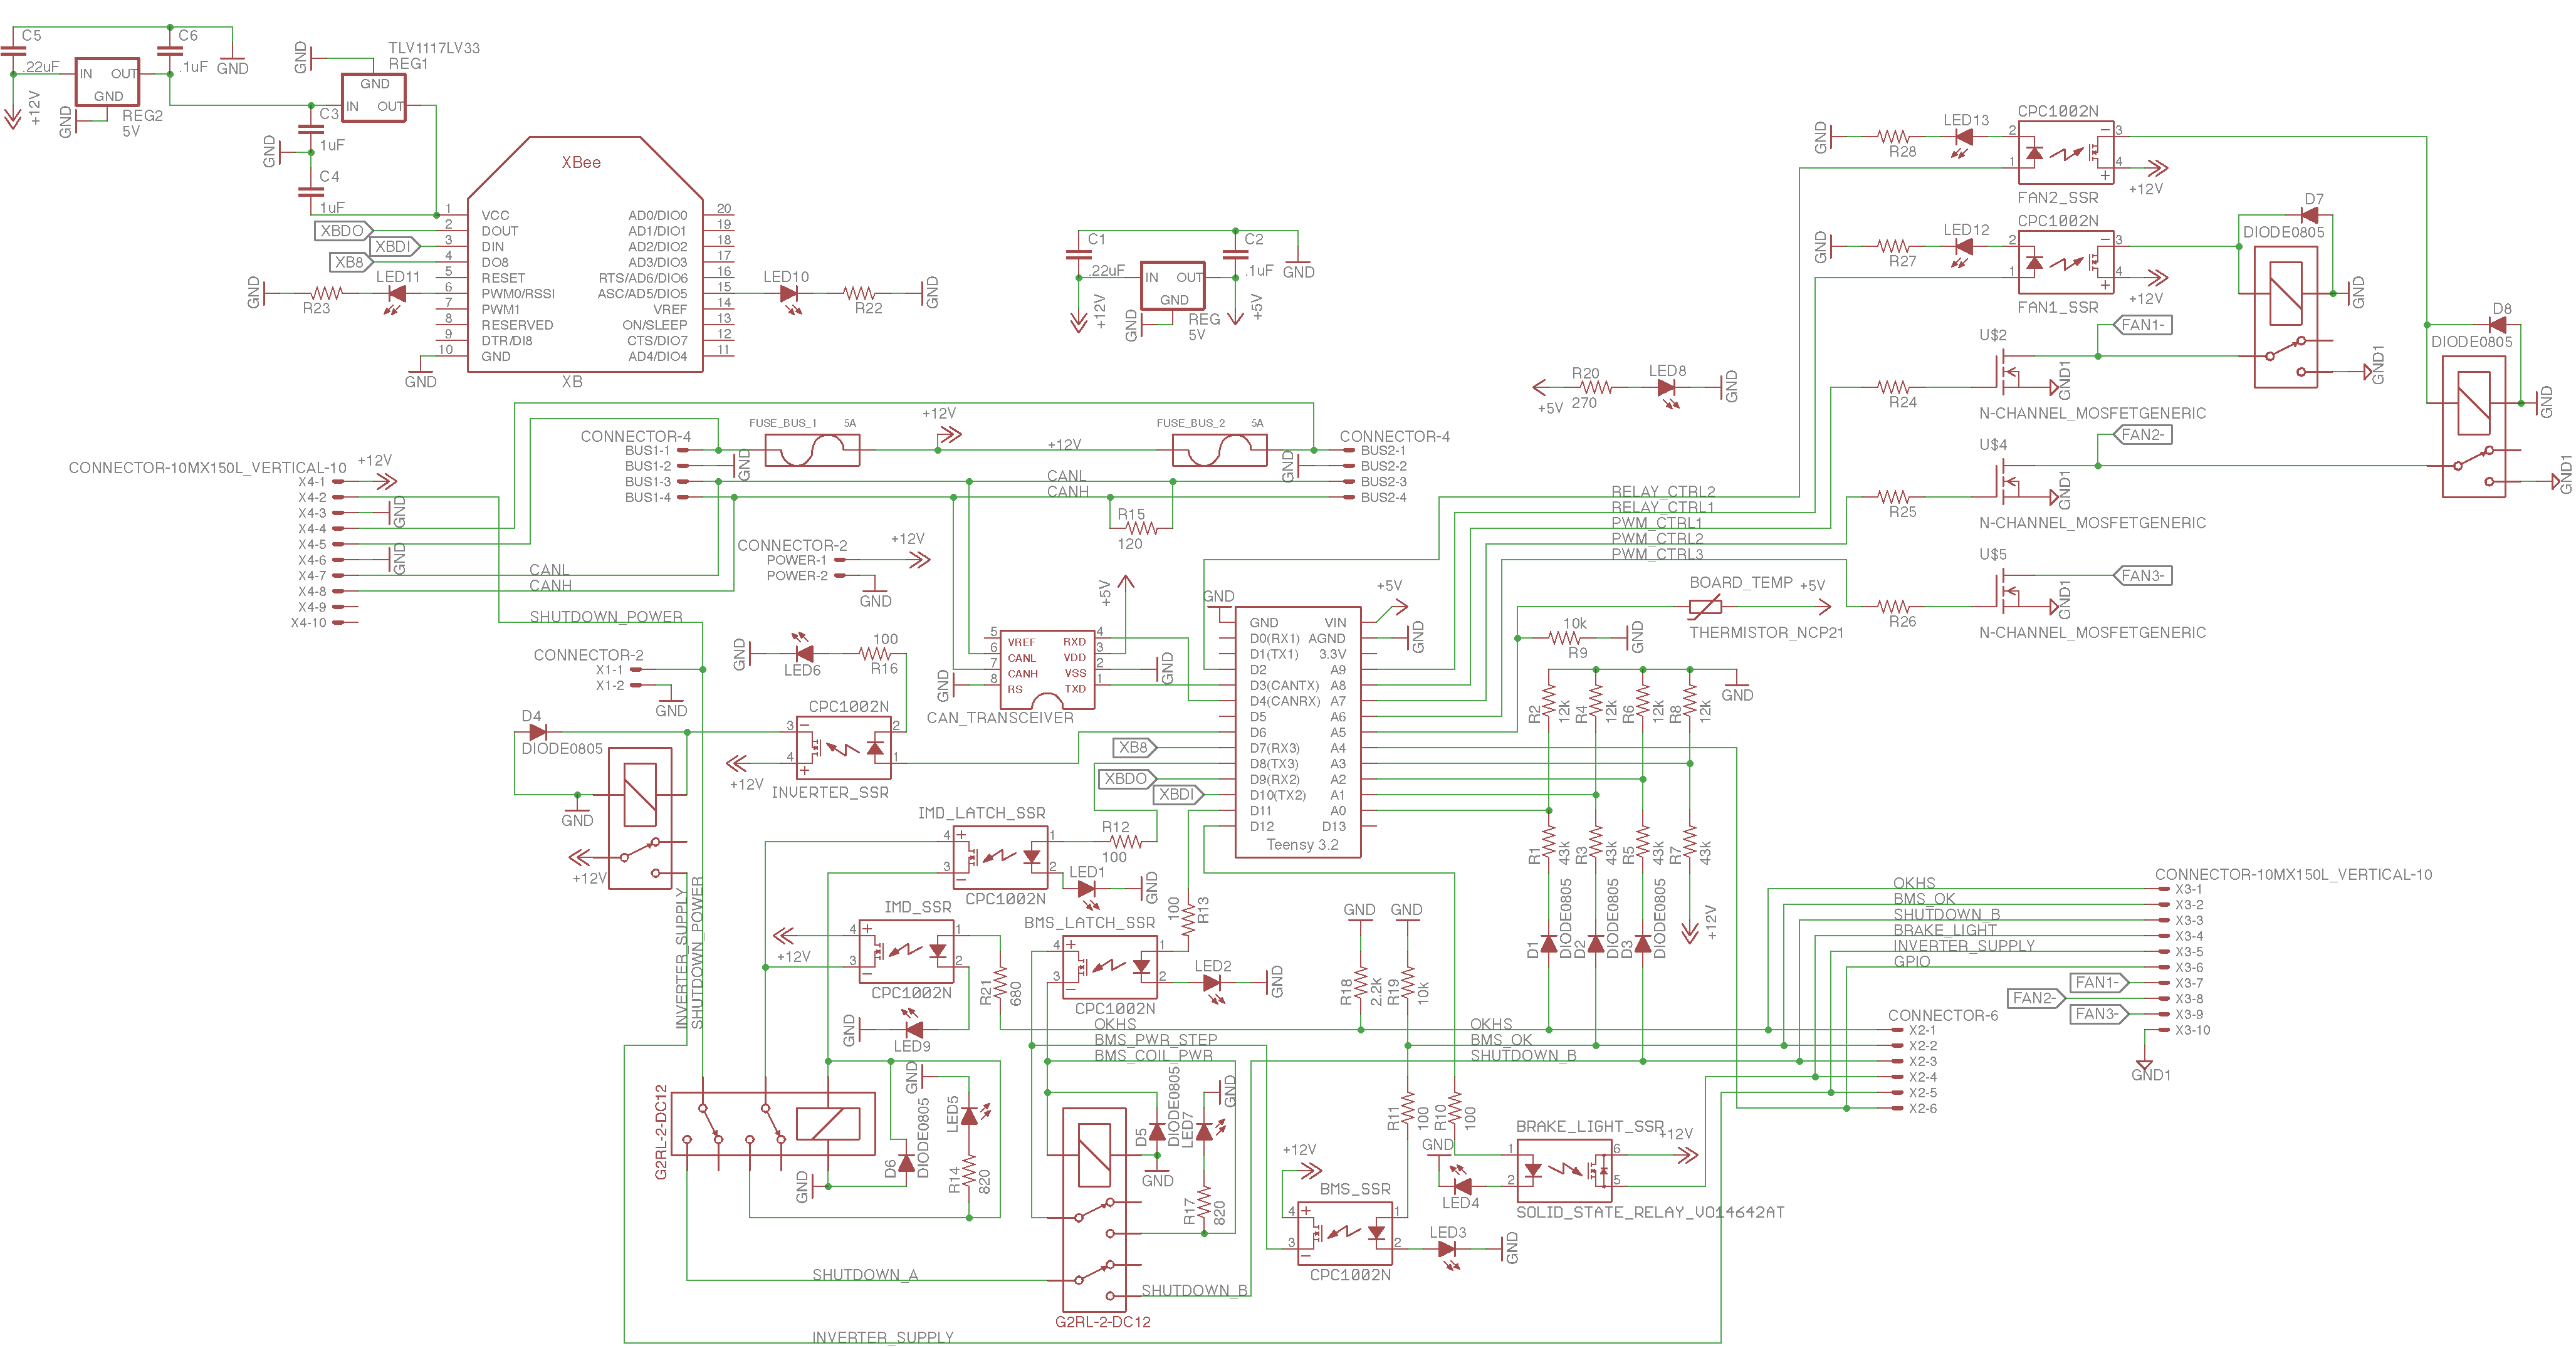 C5
.22uF
+12V
IN
OUT
GND
GND
REG2
5V
C6
.1uF
GND
GND
TLV1117LV33
REG1
GND
IN
OUT
C3
1uF
GND
C4
1uF
XBee
1 VCC
2 DOUT
3 DIN
4 DO8
5 RESET
6 PWM0/RSSI
7 PWM1
8 RESERVED
9 DTR/DI8
10 GND
AD0/DIO0 20
AD1/DIO1 19
AD2/DIO2 18
AD3/DIO3 17
RTS/AD6/DIO6 16
ASC/AD5/DIO5 15
VREF 14
ON/SLEEP 13
CTS/DIO7 12
AD4/DIO4 11
XB
XBDO
XBDI
XB8
GND
R23
LED11
GND
LED10
R22
GND
C1
.22uF
+12V
IN
OUT
GND
GND
REG
5V
C2
.1uF
+5V
GND
GND
R28
LED13
CPC1002N
2
1
3
4
+12V
FAN2_SSR
GND
R27
LED12
CPC1002N
2
1
3
4
+12V
FAN1_SSR
D7
DIODE0805
GND
GND1
D8
DIODE0805
GND
GND1
+5V
R20
270
LED8
GND
U$2
FAN1-
R24
GND1
N-CHANNEL_MOSFETGENERIC
U$4
FAN2-
R25
GND1
N-CHANNEL_MOSFETGENERIC
U$5
FAN3-
R26
GND1
N-CHANNEL_MOSFETGENERIC
RELAY_CTRL2
RELAY_CTRL1
PWM_CTRL1
PWM_CTRL2
PWM_CTRL3
CONNECTOR-10MX150L_VERTICAL-10
+12V
X4-1
X4-2
X4-3
X4-4
X4-5
X4-6
X4-7
X4-8
X4-9
X4-10
GND
GND
CANL
CANH
SHUTDOWN_POWER
CONNECTOR-4
BUS1-1
BUS1-2
BUS1-3
BUS1-4
GND
FUSE_BUS_1
5A
+12V
+12V
FUSE_BUS_2
5A
CANL
CANH
GND
CONNECTOR-4
BUS2-1
BUS2-2
BUS2-3
BUS2-4
R15
120
CONNECTOR-2
POWER-1
POWER-2
+12V
GND
CONNECTOR-2
X1-1
X1-2
GND
GND
LED6
100
R16
5 VREF
6 CANL
7 CANH
8 RS
RXD 4
VDD 3
VSS 2
TXD 1
+5V
GND
GND
CAN_TRANSCEIVER
GND
GND
D0(RX1)
D1(TX1)
D2
D3(CANTX)
D4(CANRX)
D5
D6
D7(RX3)
D8(TX3)
D9(RX2)
D10(TX2)
D11
D12
VIN
AGND
3.3V
A9
A8
A7
A6
A5
A4
A3
A2
A1
A0
D13
Teensy 3.2
+5V
GND
XB8
XBDO
XBDI
BOARD_TEMP
+5V
THERMISTOR_NCP21
10k
R9
GND
GND
R2
12k
R4
12k
R6
12k
R8
12k
R1
43k
R3
43k
R5
43k
R7
43k
D1
DIODE0805
D2
DIODE0805
D3
DIODE0805
+12V
D4
DIODE0805
GND
+12V
CPC1002N
3
4
2
1
+12V
INVERTER_SSR
INVERTER_SUPPLY
SHUTDOWN_POWER
IMD_LATCH_SSR
4
3
1
2
CPC1002N
R12
100
LED1
GND
IMD_SSR
+12V
4
3
1
2
CPC1002N
R21
680
GND
LED9
BMS_LATCH_SSR
4
3
1
2
CPC1002N
100
R13
LED2
GND
GND
GND
R18
2.2k
R19
10k
OKHS
BMS_PWR_STEP
BMS_COIL_PWR
OKHS
BMS_OK
SHUTDOWN_B
G2RL-2-DC12
GND
D6
DIODE0805
GND
LED5
R14
820
D5
DIODE0805
GND
LED7
GND
R17
820
G2RL-2-DC12
SHUTDOWN_A
SHUTDOWN_B
INVERTER_SUPPLY
+12V
BMS_SSR
4
3
1
2
CPC1002N
LED3
GND
R11
100
R10
100
GND
LED4
BRAKE_LIGHT_SSR
1
2
6
5
+12V
SOLID_STATE_RELAY_VO14642AT
CONNECTOR-6
X2-1
X2-2
X2-3
X2-4
X2-5
X2-6
CONNECTOR-10MX150L_VERTICAL-10
OKHS
BMS_OK
SHUTDOWN_B
BRAKE_LIGHT
INVERTER_SUPPLY
GPIO
FAN1-
FAN2-
FAN3-
X3-1
X3-2
X3-3
X3-4
X3-5
X3-6
X3-7
X3-8
X3-9
X3-10
GND1